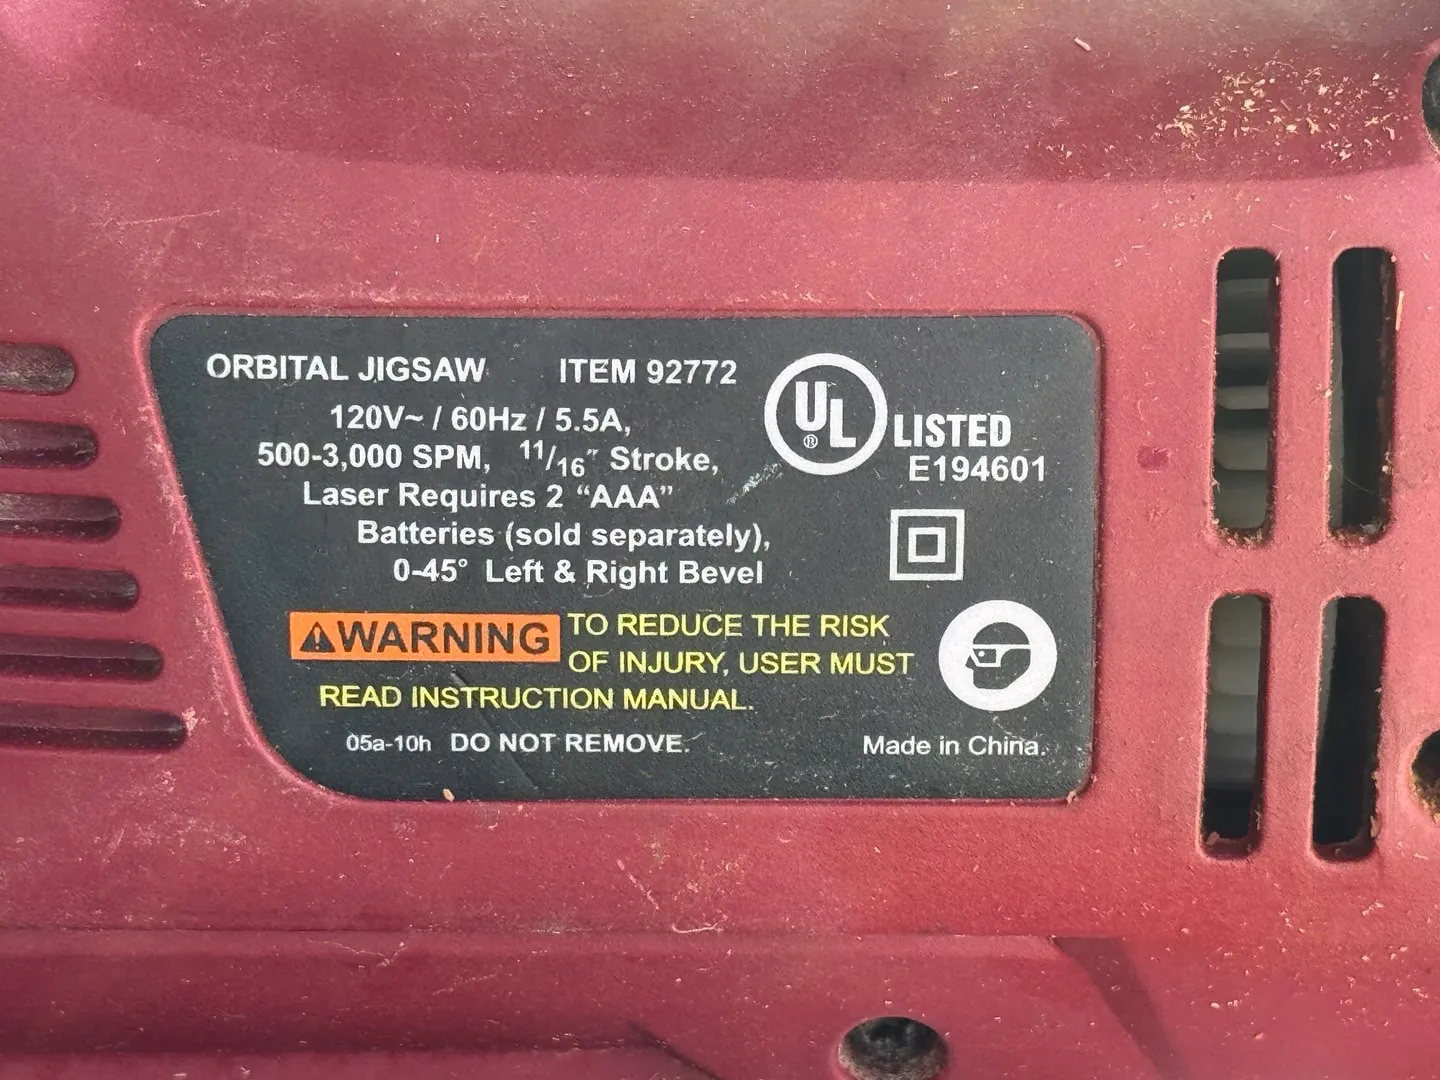 ORBITAL JIGSAW ITEM 92772
120V~ / 60Hz / 5.5A,
500-3,000 SPM, 11/16″ Stroke,
Laser Requires 2 “AAA”
Batteries (sold separately),
0-45° Left & Right Bevel
UL ® LISTED
E194601
⚠WARNING TO REDUCE THE RISK
OF INJURY, USER MUST
READ INSTRUCTION MANUAL.
05a-10h DO NOT REMOVE. Made in China.